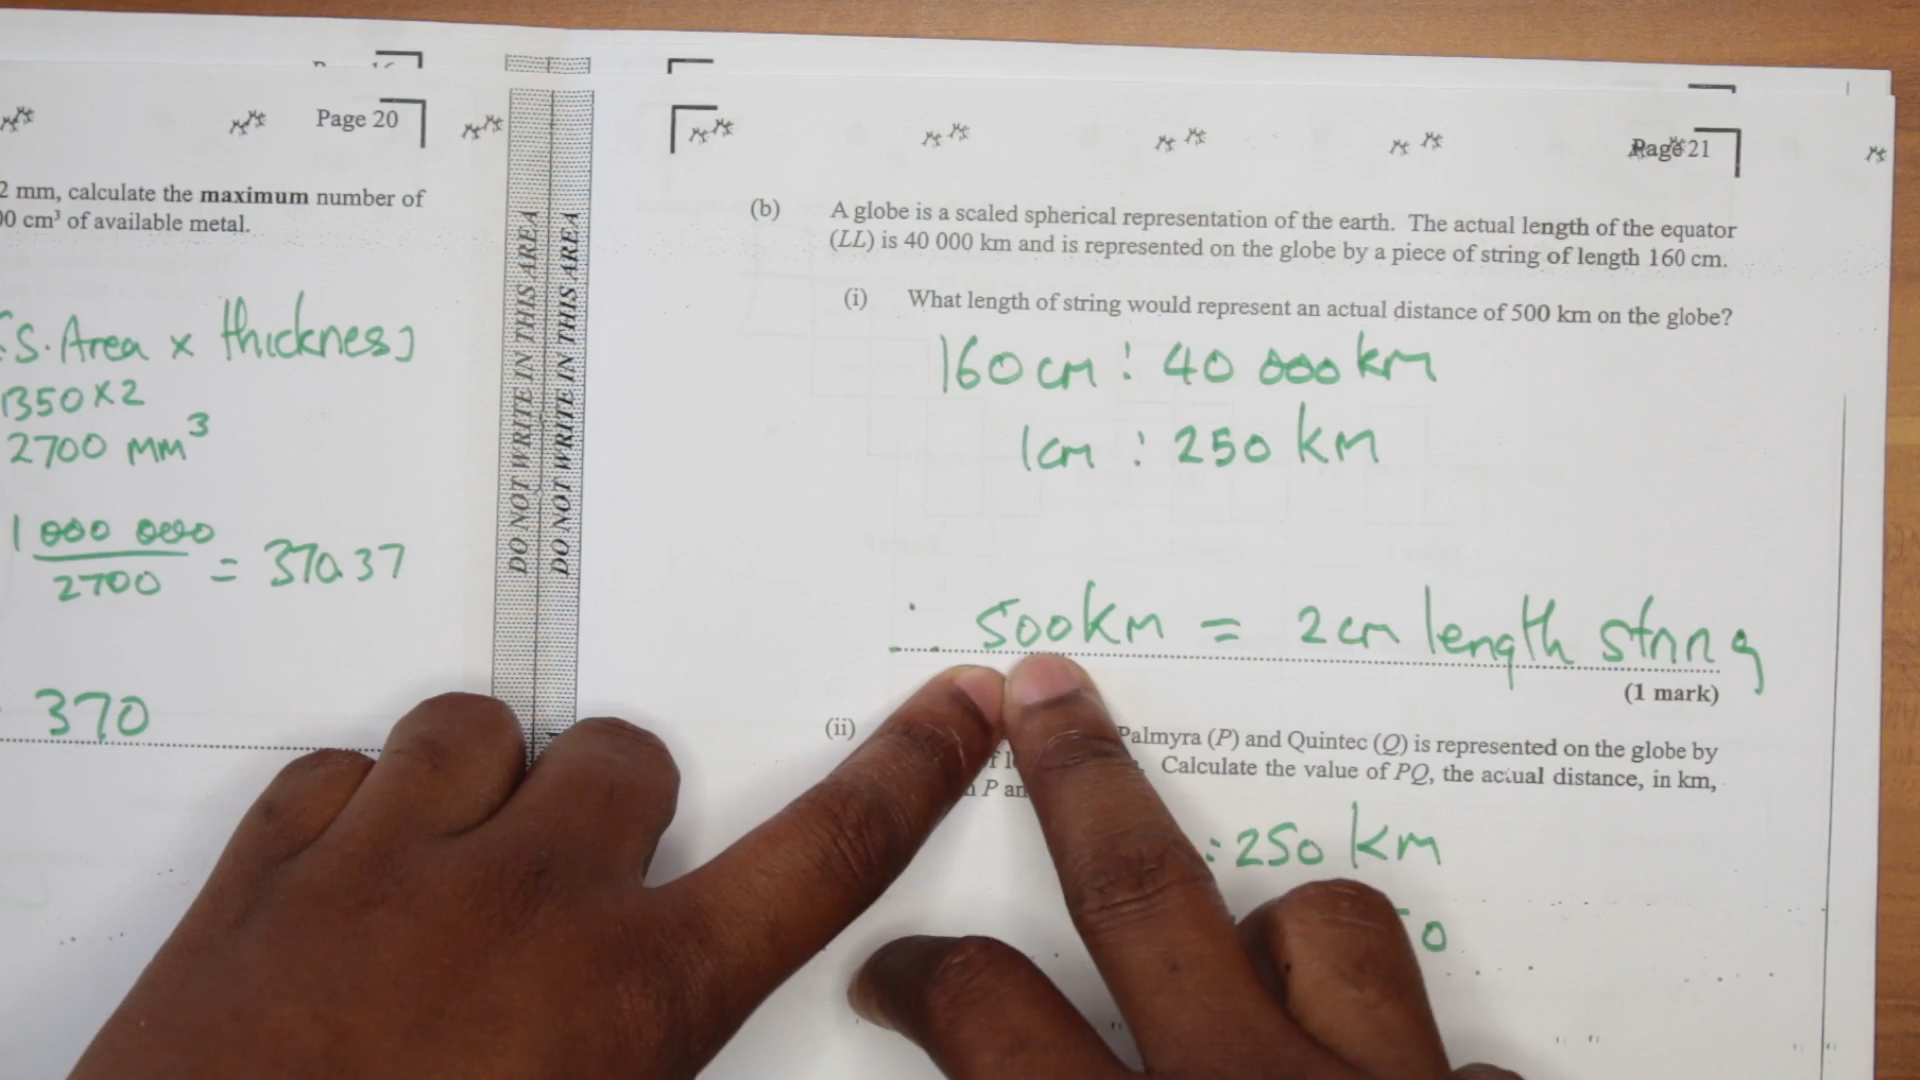 Page 20
2 mm, calculate the maximum number of
00 cm³ of available metal.
S. Area x thickness
1350 x 2
2700 mm³
1 000 000
2700
= 370.37
370
DO NOT WRITE IN THIS AREA
DO NOT WRITE IN THIS AREA
Page 21
(b) A globe is a scaled spherical representation of the earth. The actual length of the equator
(LL) is 40 000 km and is represented on the globe by a piece of string of length 160 cm.
(i) What length of string would represent an actual distance of 500 km on the globe?
160 cm : 40 000 km
1cm : 250 km
∴ 500km = 2cm length string
(1 mark)
(ii) Palmyra (P) and Quintec (Q) is represented on the globe by
Calculate the value of PQ, the actual distance, in km,
P an
: 250 km